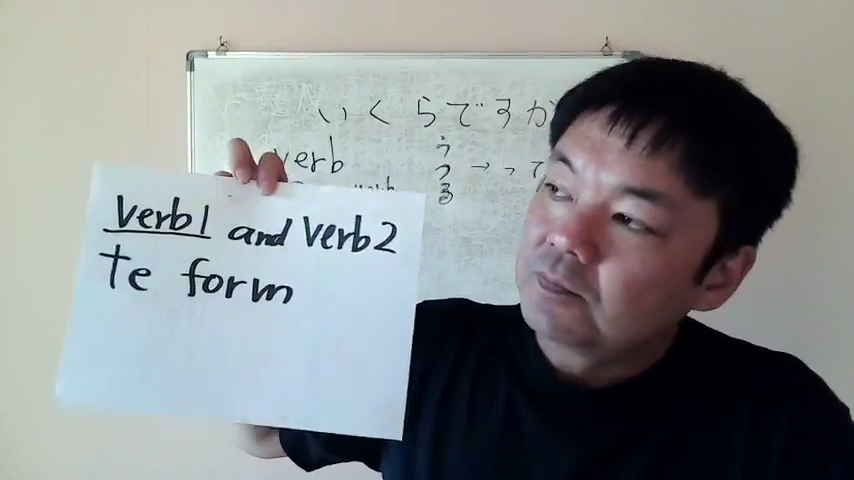 いくらですか
verb
う
つ → って
る
verb1 and verb2
te form